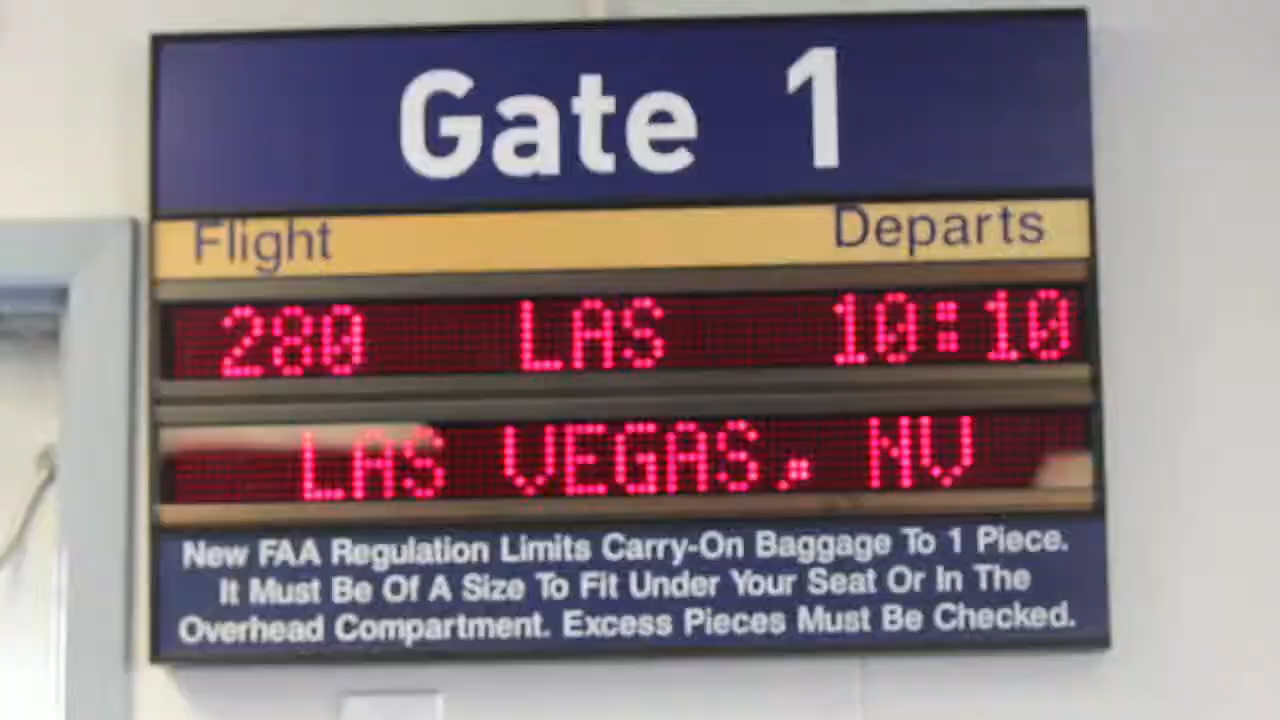 Gate 1
Flight Departs
280 LAS 10:10
LAS VEGAS, NV
New FAA Regulation Limits Carry-On Baggage To 1 Piece.
It Must Be Of A Size To Fit Under Your Seat Or In The
Overhead Compartment. Excess Pieces Must Be Checked.